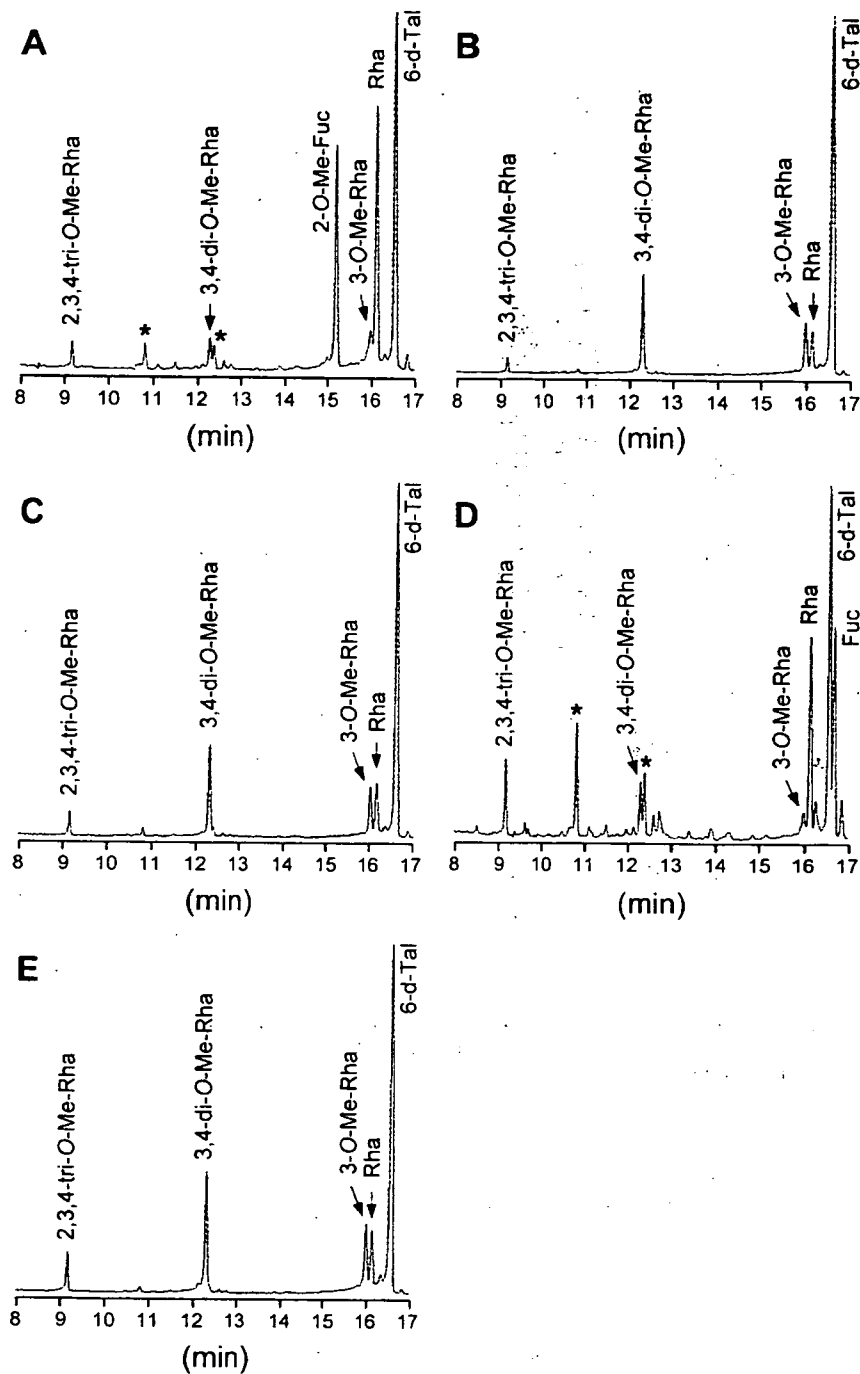 A
2,3,4-tri-O-Me-Rha
*
3,4-di-O-Me-Rha
*
2-O-Me-Fuc
3-O-Me-Rha
Rha
6-d-Tal
8 9 10 11 12 13 14 15 16 17
(min)
B
2,3,4-tri-O-Me-Rha
3,4-di-O-Me-Rha
3-O-Me-Rha
Rha
6-d-Tal
8 9 10 11 12 13 14 15 16 17
(min)
C
2,3,4-tri-O-Me-Rha
3,4-di-O-Me-Rha
3-O-Me-Rha
Rha
6-d-Tal
8 9 10 11 12 13 14 15 16 17
(min)
D
2,3,4-tri-O-Me-Rha
*
3,4-di-O-Me-Rha
*
3-O-Me-Rha
Rha
6-d-Tal
Fuc
8 9 10 11 12 13 14 15 16 17
(min)
E
2,3,4-tri-O-Me-Rha
3,4-di-O-Me-Rha
3-O-Me-Rha
Rha
6-d-Tal
8 9 10 11 12 13 14 15 16 17
(min)